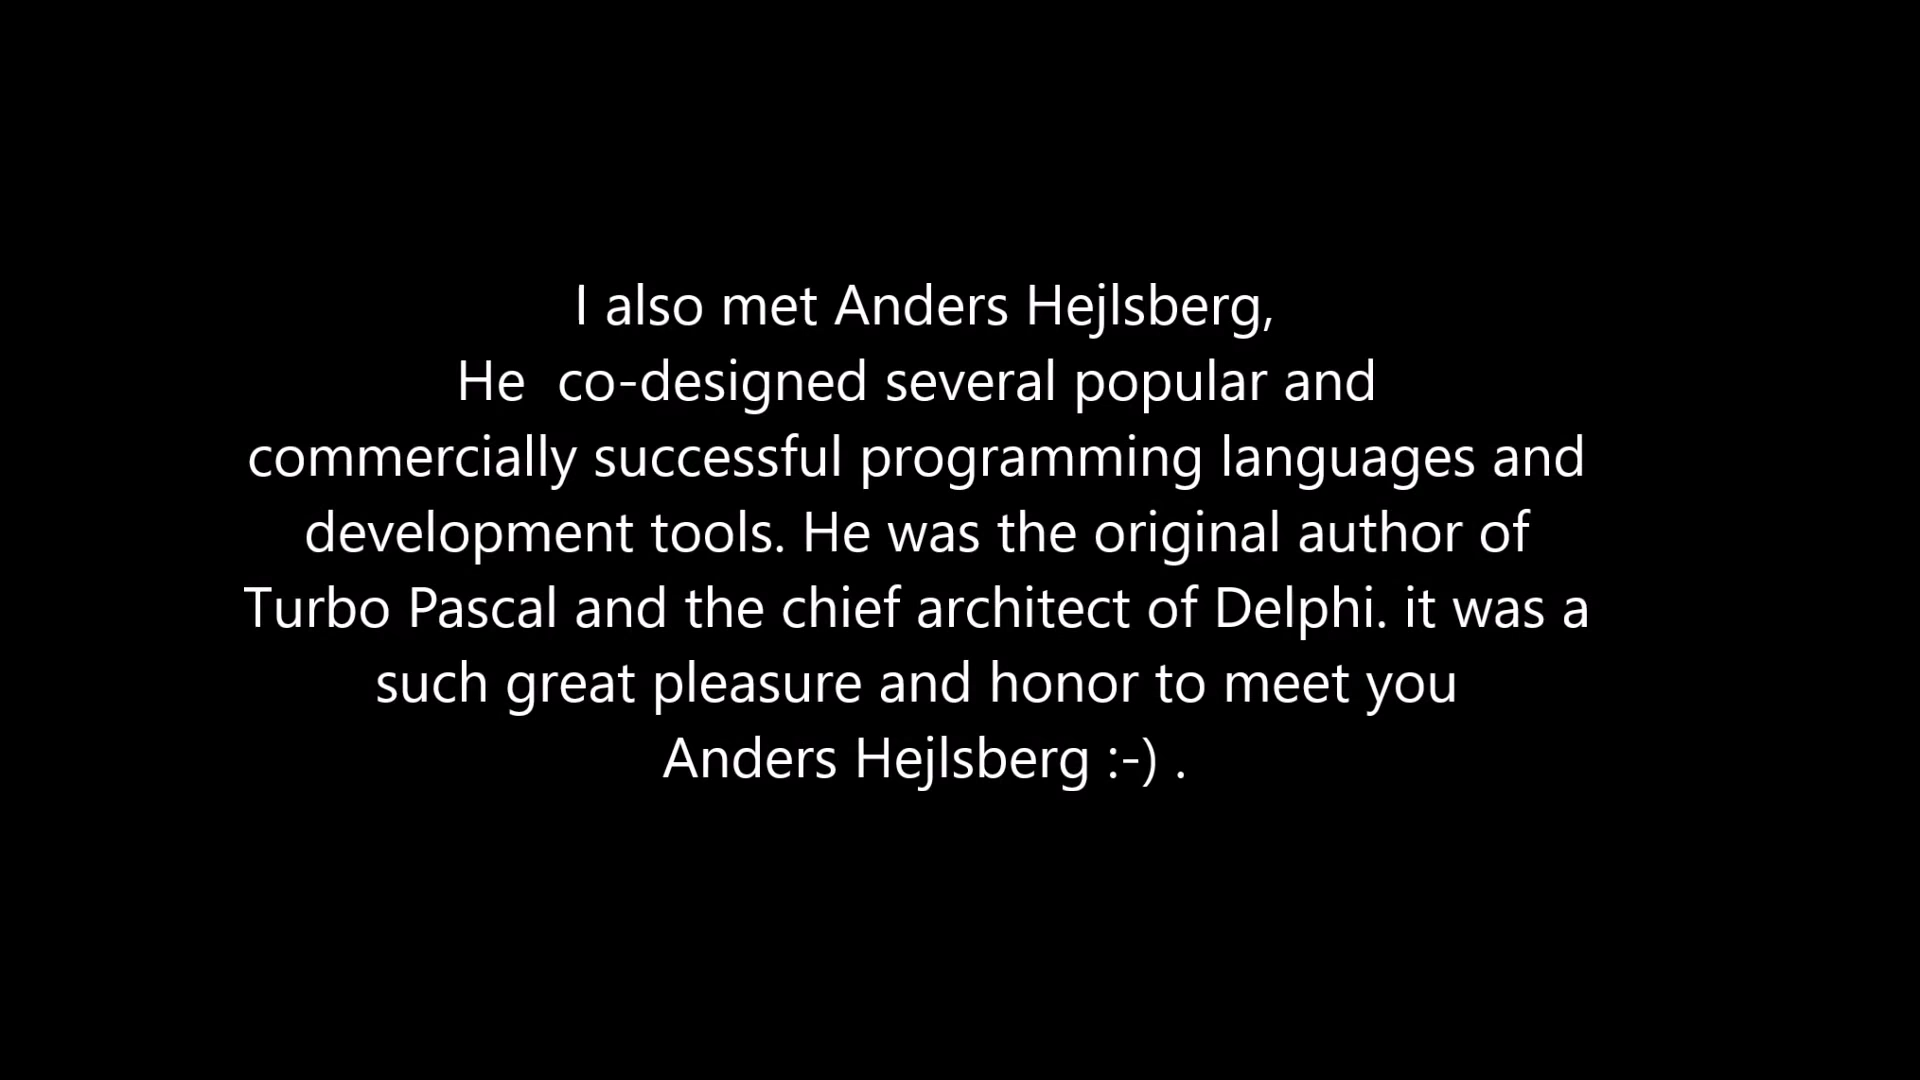 I also met Anders Hejlsberg,
He  co-designed several popular and
commercially successful programming languages and
development tools. He was the original author of
Turbo Pascal and the chief architect of Delphi. it was a
such great pleasure and honor to meet you
Anders Hejlsberg :-) .